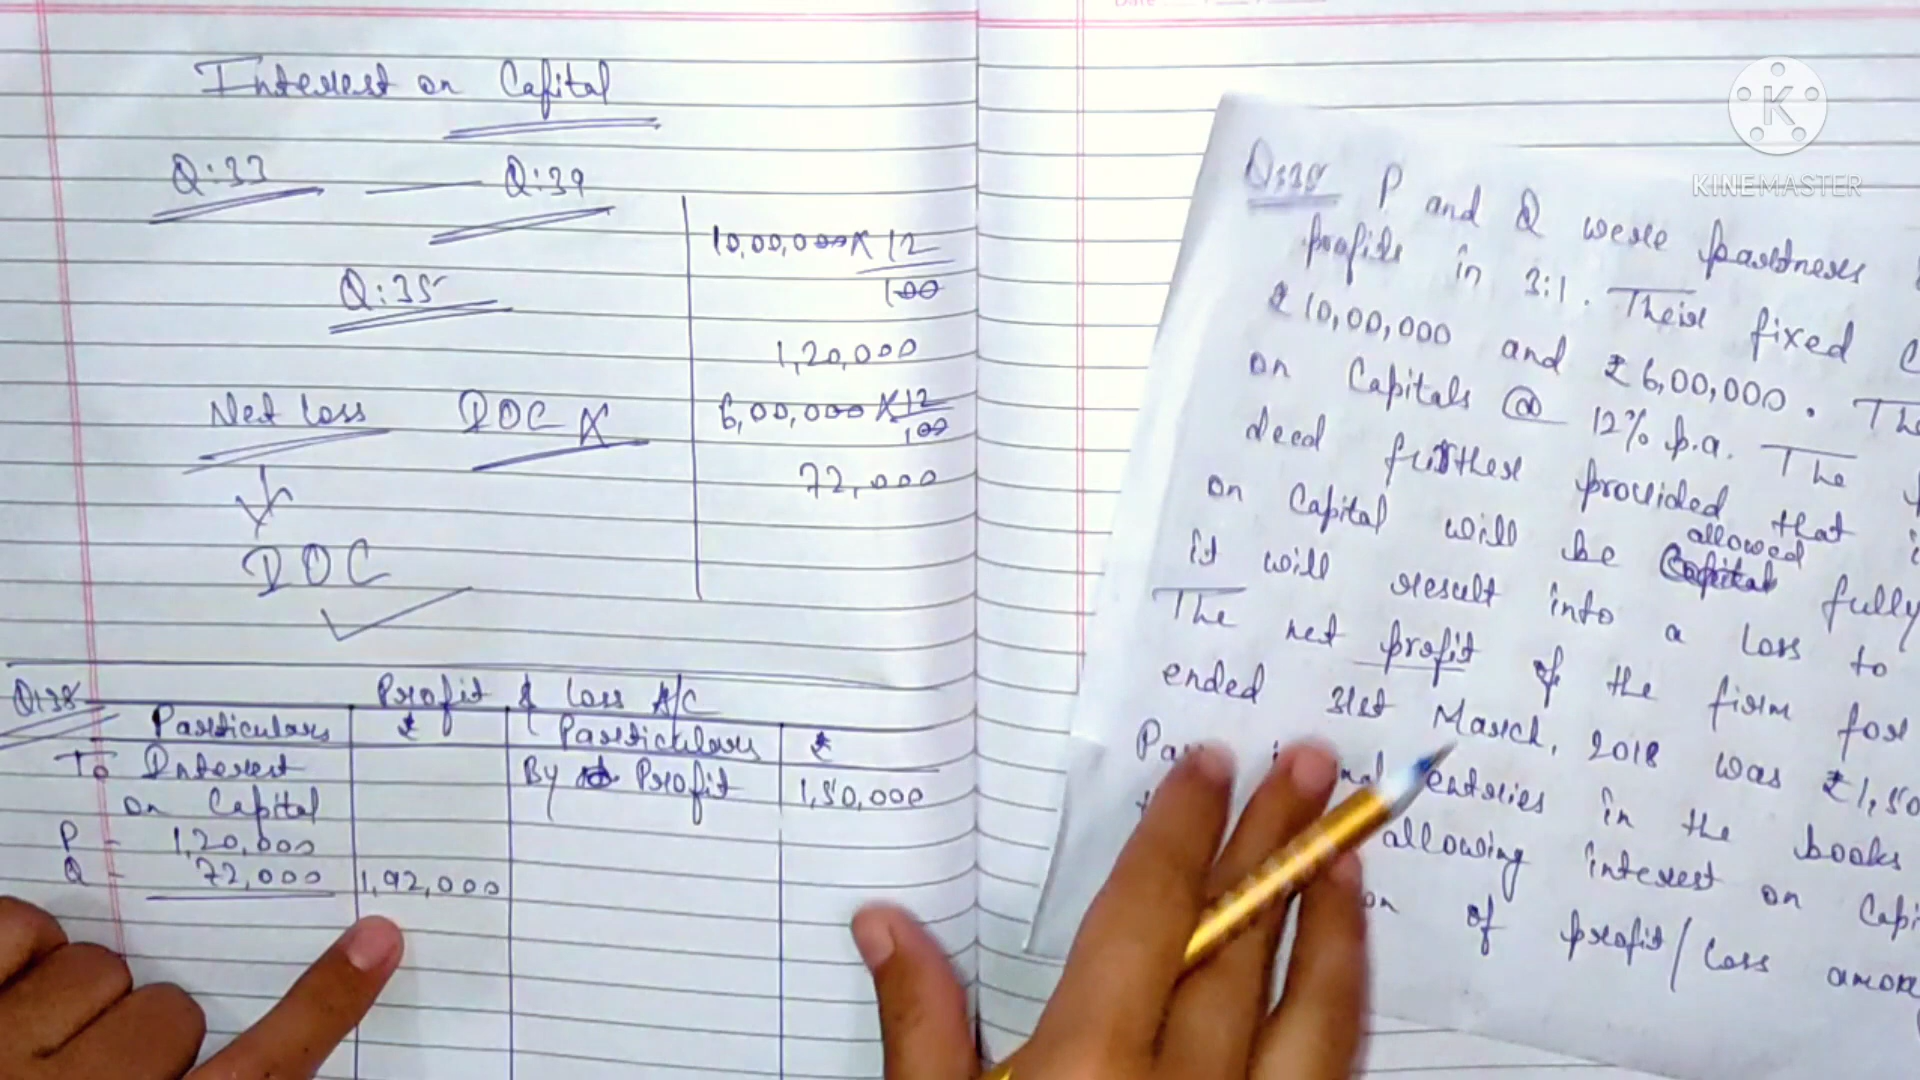 Interest on Capital
Q:33 — Q:39
Q:35
10,00,000 X 12
100
1,20,000
6,00,000 X 12
100
72,000
Net loss IOC X
IOC
Q:38 Profit & loss A/C
Particulars ₹ Particulars ₹
To Interest
on Capital
P - 1,20,000
Q - 72,000 1,92,000
By Profit 1,50,000
KINEMASTER
P and Q were partners
profits in 3:1. Their fixed C
₹10,00,000 and ₹6,00,000. The
on Capitals @ 12% p.a. The p
deed further provided that i
on Capital will be allowed fully
it will result into a loss to
The net profit of the firm for
ended 31st March, 2018 was ₹1,50
entries in the books
allowing interest on Capi
on of profit/loss amon